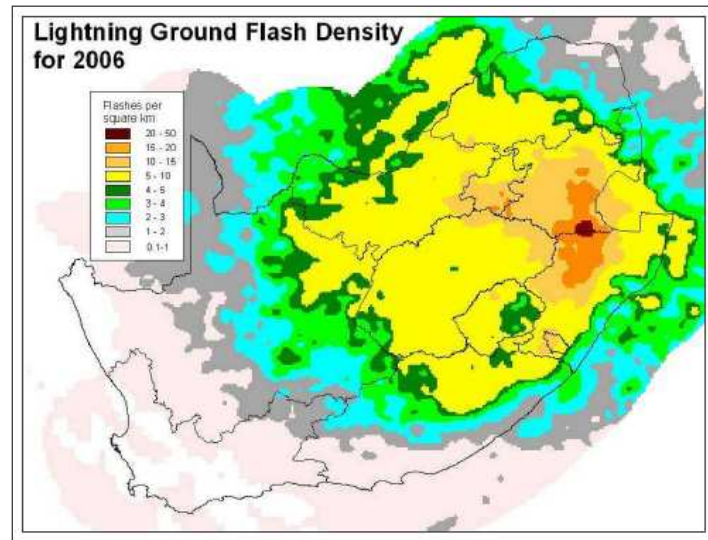 Lightning Ground Flash Density
for 2006
Flashes per
square km
20 - 50
15 - 20
10 - 15
5 - 10
4 - 5
3 - 4
2 - 3
1 - 2
0.1-1